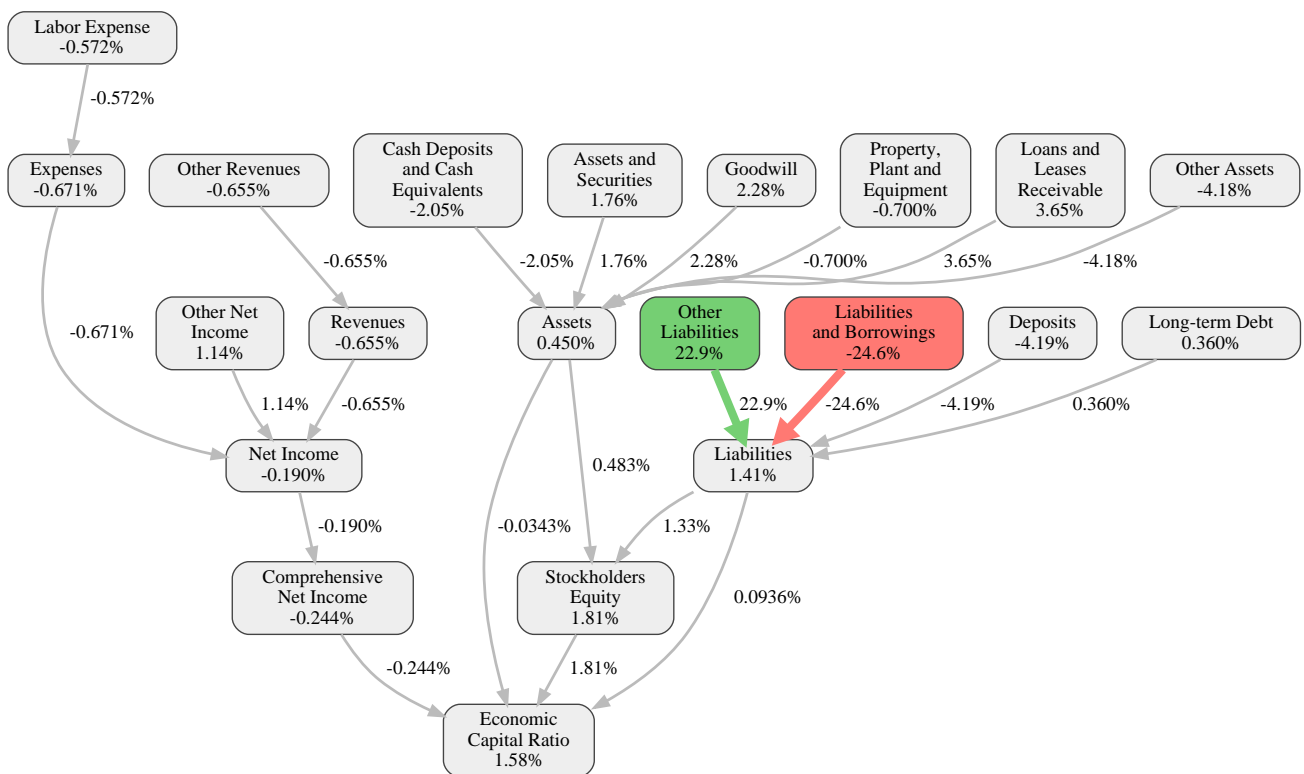 Labor Expense
-0.572%
-0.572%
Expenses
-0.671%
Other Revenues
-0.655%
Cash Deposits
and Cash
Equivalents
-2.05%
Assets and
Securities
1.76%
Goodwill
2.28%
Property,
Plant and
Equipment
-0.700%
Loans and
Leases
Receivable
3.65%
Other Assets
-4.18%
-0.655%
-2.05%
1.76%
2.28%
-0.700%
3.65%
-4.18%
-0.671%
Other Net
Income
1.14%
Revenues
-0.655%
Assets
0.450%
Other
Liabilities
22.9%
Liabilities
and Borrowings
-24.6%
Deposits
-4.19%
Long-term Debt
0.360%
1.14%
-0.655%
22.9%
-24.6%
-4.19%
0.360%
Net Income
-0.190%
0.483%
Liabilities
1.41%
-0.190%
-0.0343%
1.33%
Comprehensive
Net Income
-0.244%
Stockholders
Equity
1.81%
0.0936%
-0.244%
1.81%
Economic
Capital Ratio
1.58%